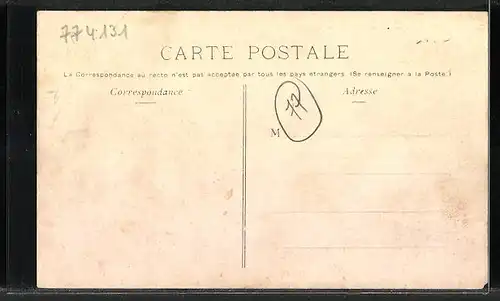 774131
CARTE POSTALE
La Correspondance au recto n'est pas acceptée par tous les pays étrangers (Se renseigner à la Poste.)
Correspondance
Adresse
77
M